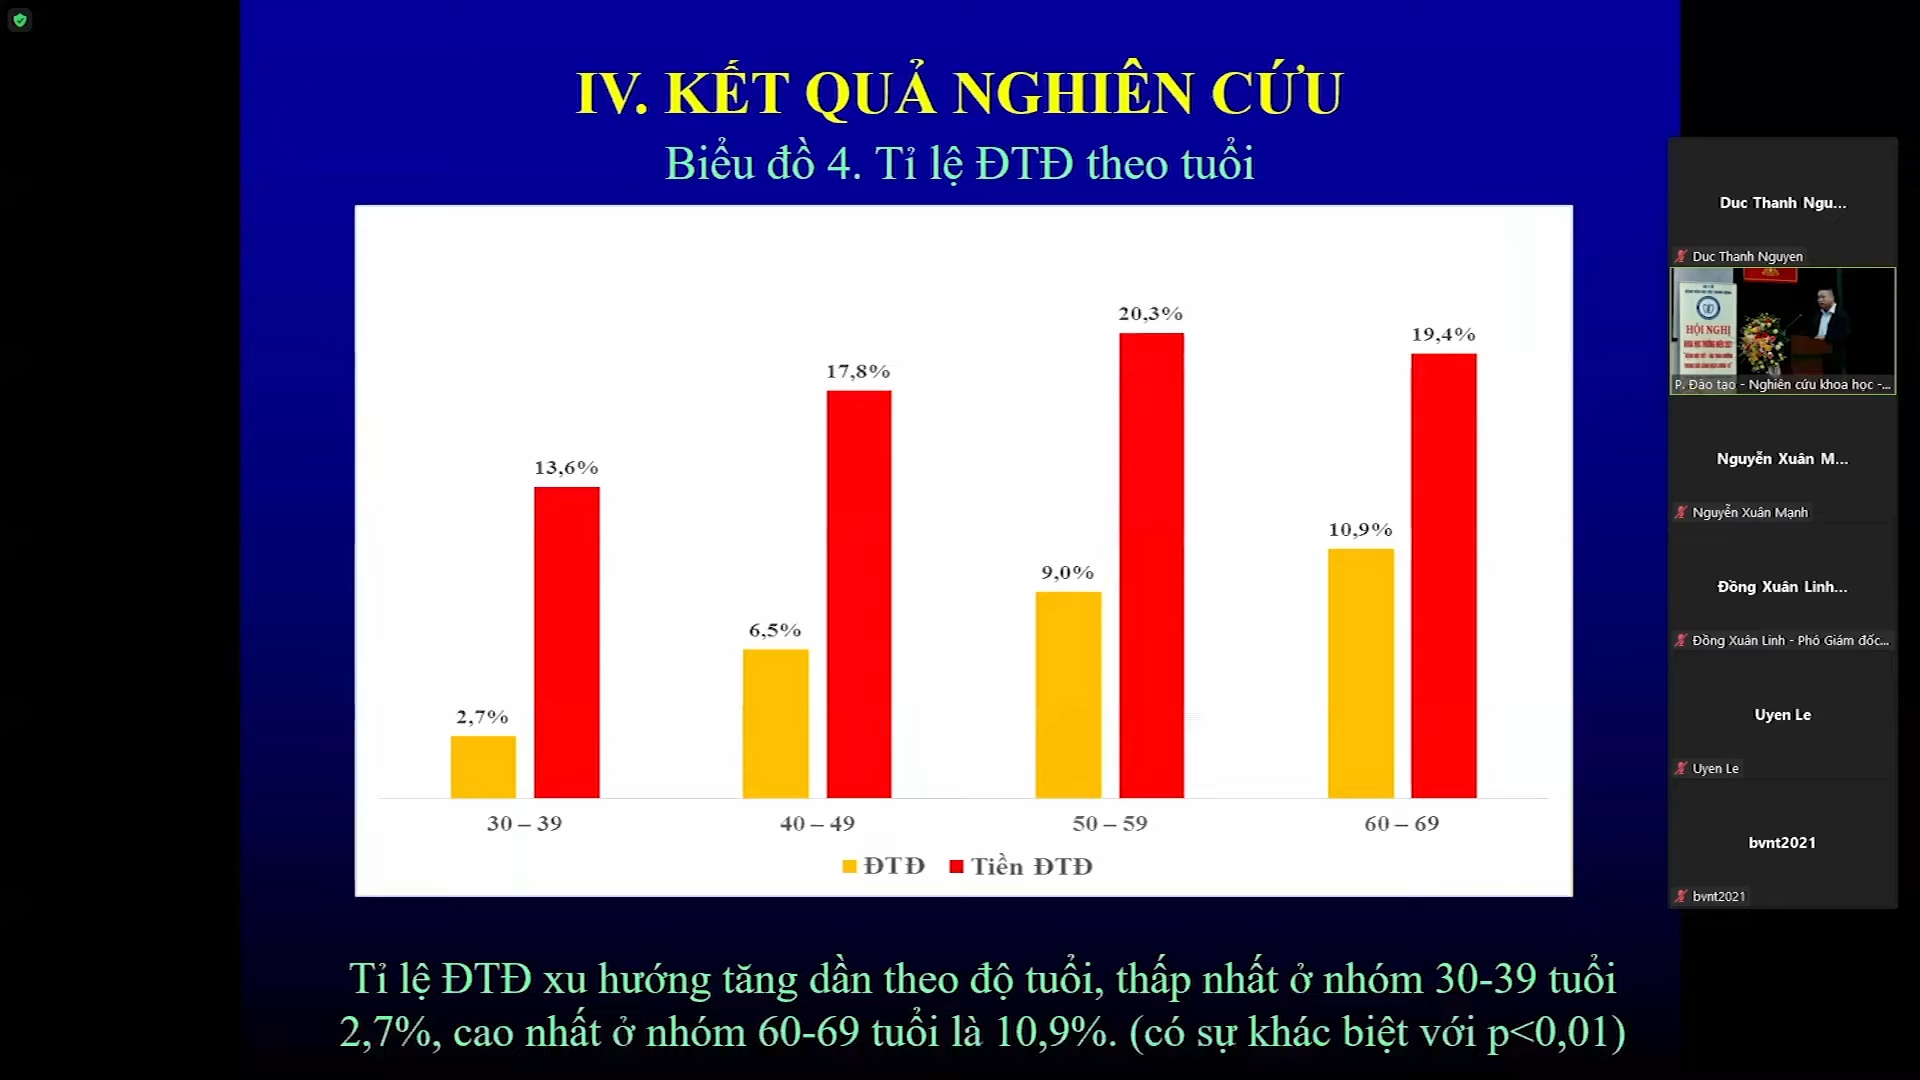 IV. KẾT QUẢ NGHIÊN CỨU
Biểu đồ 4. Tỉ lệ ĐTĐ theo tuổi
2,7%
13,6%
6,5%
17,8%
9,0%
20,3%
10,9%
19,4%
30 – 39
40 – 49
50 – 59
60 – 69
ĐTĐ
Tiền ĐTĐ
Tỉ lệ ĐTĐ xu hướng tăng dần theo độ tuổi, thấp nhất ở nhóm 30-39 tuổi
2,7%, cao nhất ở nhóm 60-69 tuổi là 10,9%. (có sự khác biệt với p<0,01)
Duc Thanh Ngu...
Duc Thanh Nguyen
HỘI NGHỊ
P. Đào tạo - Nghiên cứu khoa học -...
Nguyễn Xuân M...
Nguyễn Xuân Mạnh
Đồng Xuân Linh...
Đồng Xuân Linh - Phó Giám đốc...
Uyen Le
Uyen Le
bvnt2021
bvnt2021